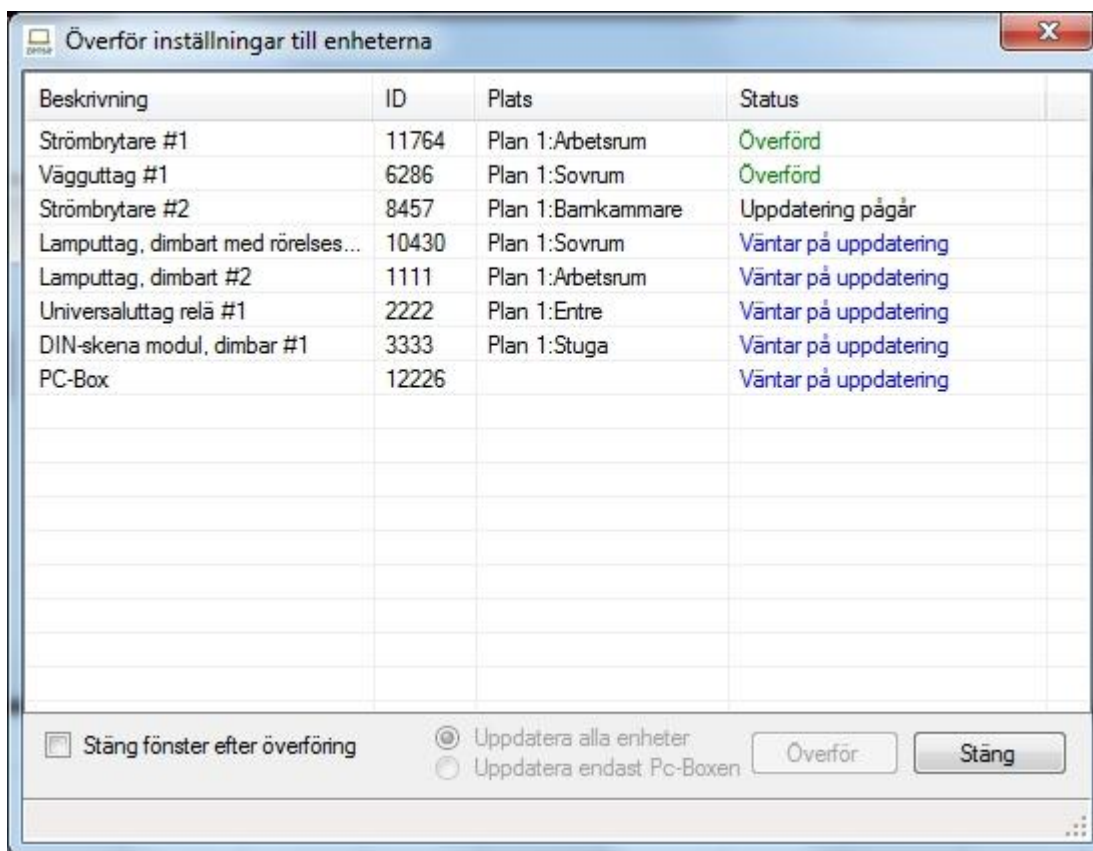 zense
Överför inställningar till enheterna
Beskrivning ID Plats Status
Strömbrytare #1 11764 Plan 1:Arbetsrum Överförd
Vägguttag #1 6286 Plan 1:Sovrum Överförd
Strömbrytare #2 8457 Plan 1:Barnkammare Uppdatering pågår
Lamputtag, dimbart med rörelses... 10430 Plan 1:Sovrum Väntar på uppdatering
Lamputtag, dimbart #2 1111 Plan 1:Arbetsrum Väntar på uppdatering
Universaluttag relä #1 2222 Plan 1:Entre Väntar på uppdatering
DIN-skena modul, dimbar #1 3333 Plan 1:Stuga Väntar på uppdatering
PC-Box 12226 Väntar på uppdatering
Stäng fönster efter överföring
Uppdatera alla enheter
Uppdatera endast Pc-Boxen
Överför
Stäng